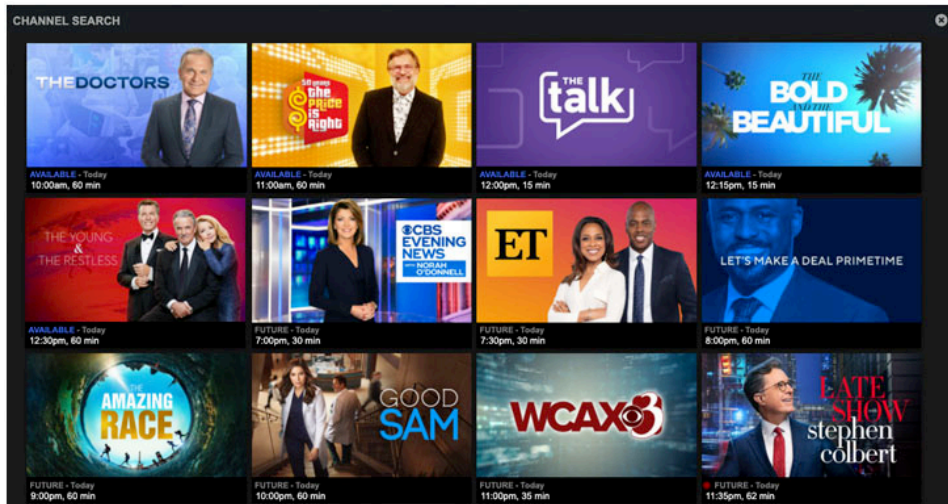 CHANNEL SEARCH
THE DOCTORS
50 YEARS
the
PRiCe
is
Right
THE
talk
THE
BOLD
AND THE
BEAUTIFUL
AVAILABLE - Today
10:00am, 60 min
AVAILABLE - Today
11:00am, 60 min
AVAILABLE - Today
12:00pm, 15 min
AVAILABLE - Today
12:15pm, 15 min
THE YOUNG
&
THE RESTLESS
CBS
EVENING
NEWS
WITH NORAH
O'DONNELL
ET
LET'S MAKE A DEAL PRIMETIME
AVAILABLE - Today
12:30pm, 60 min
FUTURE - Today
7:00pm, 30 min
FUTURE - Today
7:30pm, 30 min
FUTURE - Today
8:00pm, 60 min
THE
AMAZING
RACE
GOOD
SAM
WCAX3
LATE
SHOW
stephen
colbert
FUTURE - Today
9:00pm, 60 min
FUTURE - Today
10:00pm, 60 min
FUTURE - Today
11:00pm, 35 min
FUTURE - Today
11:35pm, 62 min